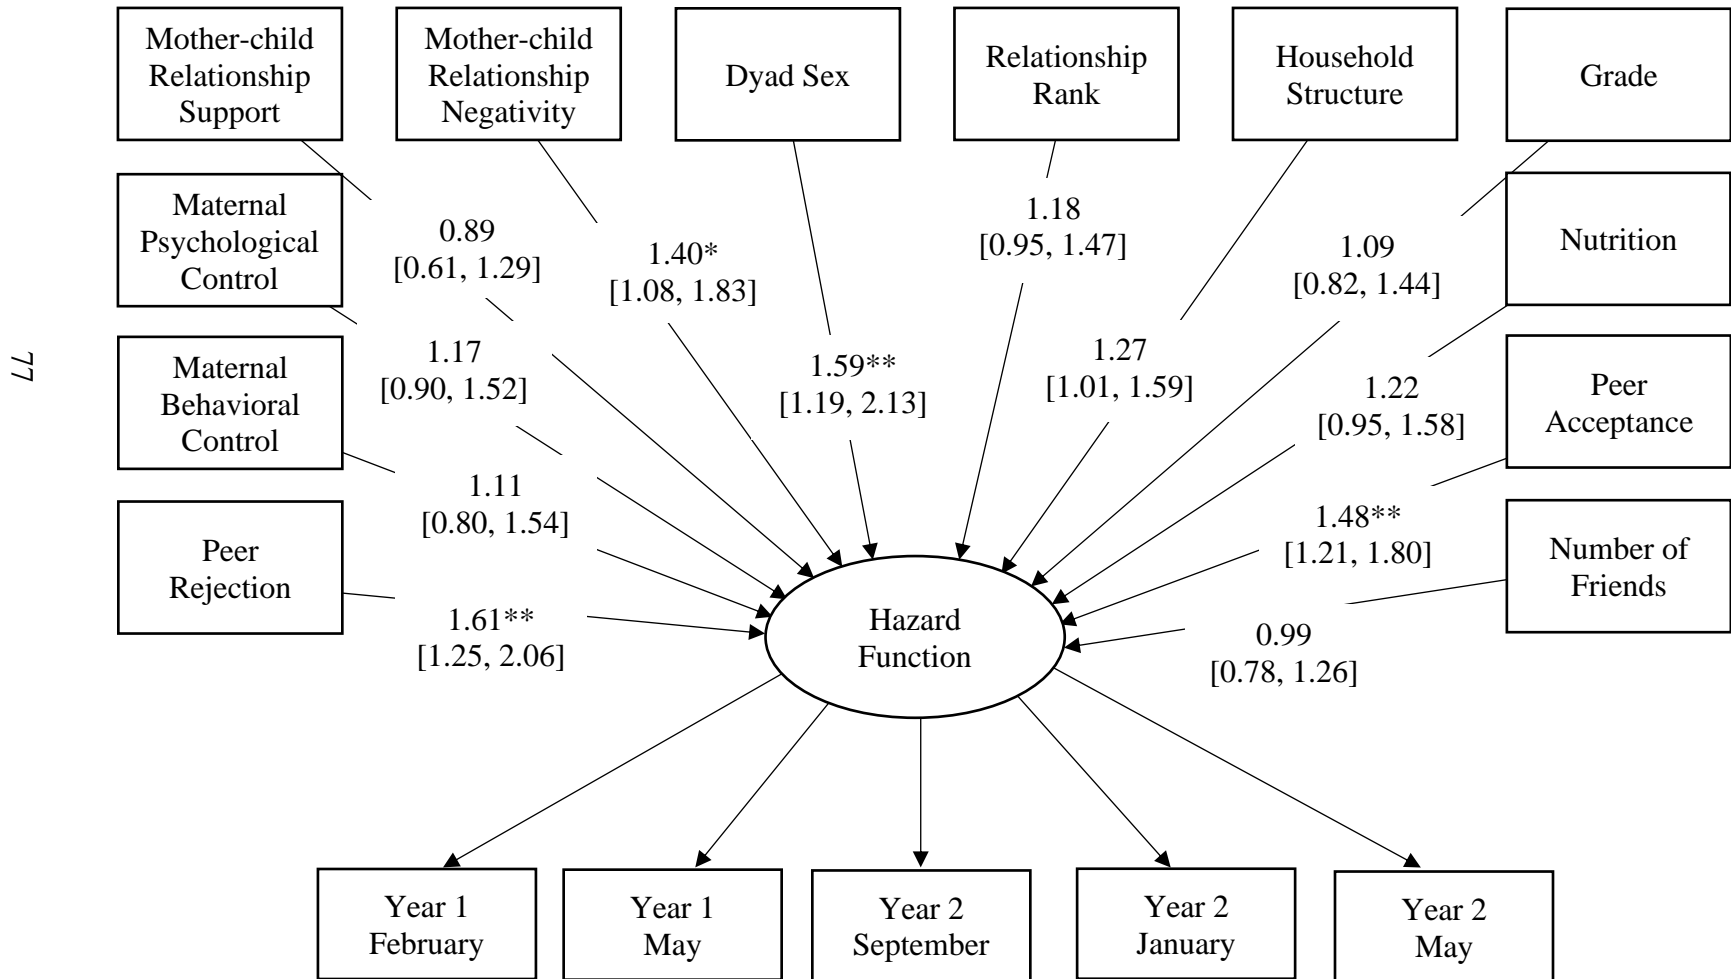 Mother-child
Relationship
Support
Mother-child
Relationship
Negativity
Dyad Sex
Relationship
Rank
Household
Structure
Grade
Maternal
Psychological
Control
Nutrition
0.89
[0.61, 1.29]
1.40*
[1.08, 1.83]
1.18
[0.95, 1.47]
1.09
[0.82, 1.44]
77
Maternal
Behavioral
Control
1.17
[0.90, 1.52]
1.59**
[1.19, 2.13]
1.27
[1.01, 1.59]
1.22
[0.95, 1.58]
Peer
Acceptance
Peer
Rejection
1.11
[0.80, 1.54]
1.48**
[1.21, 1.80]
Number of
Friends
1.61**
[1.25, 2.06]
Hazard
Function
0.99
[0.78, 1.26]
Year 1
February
Year 1
May
Year 2
September
Year 2
January
Year 2
May